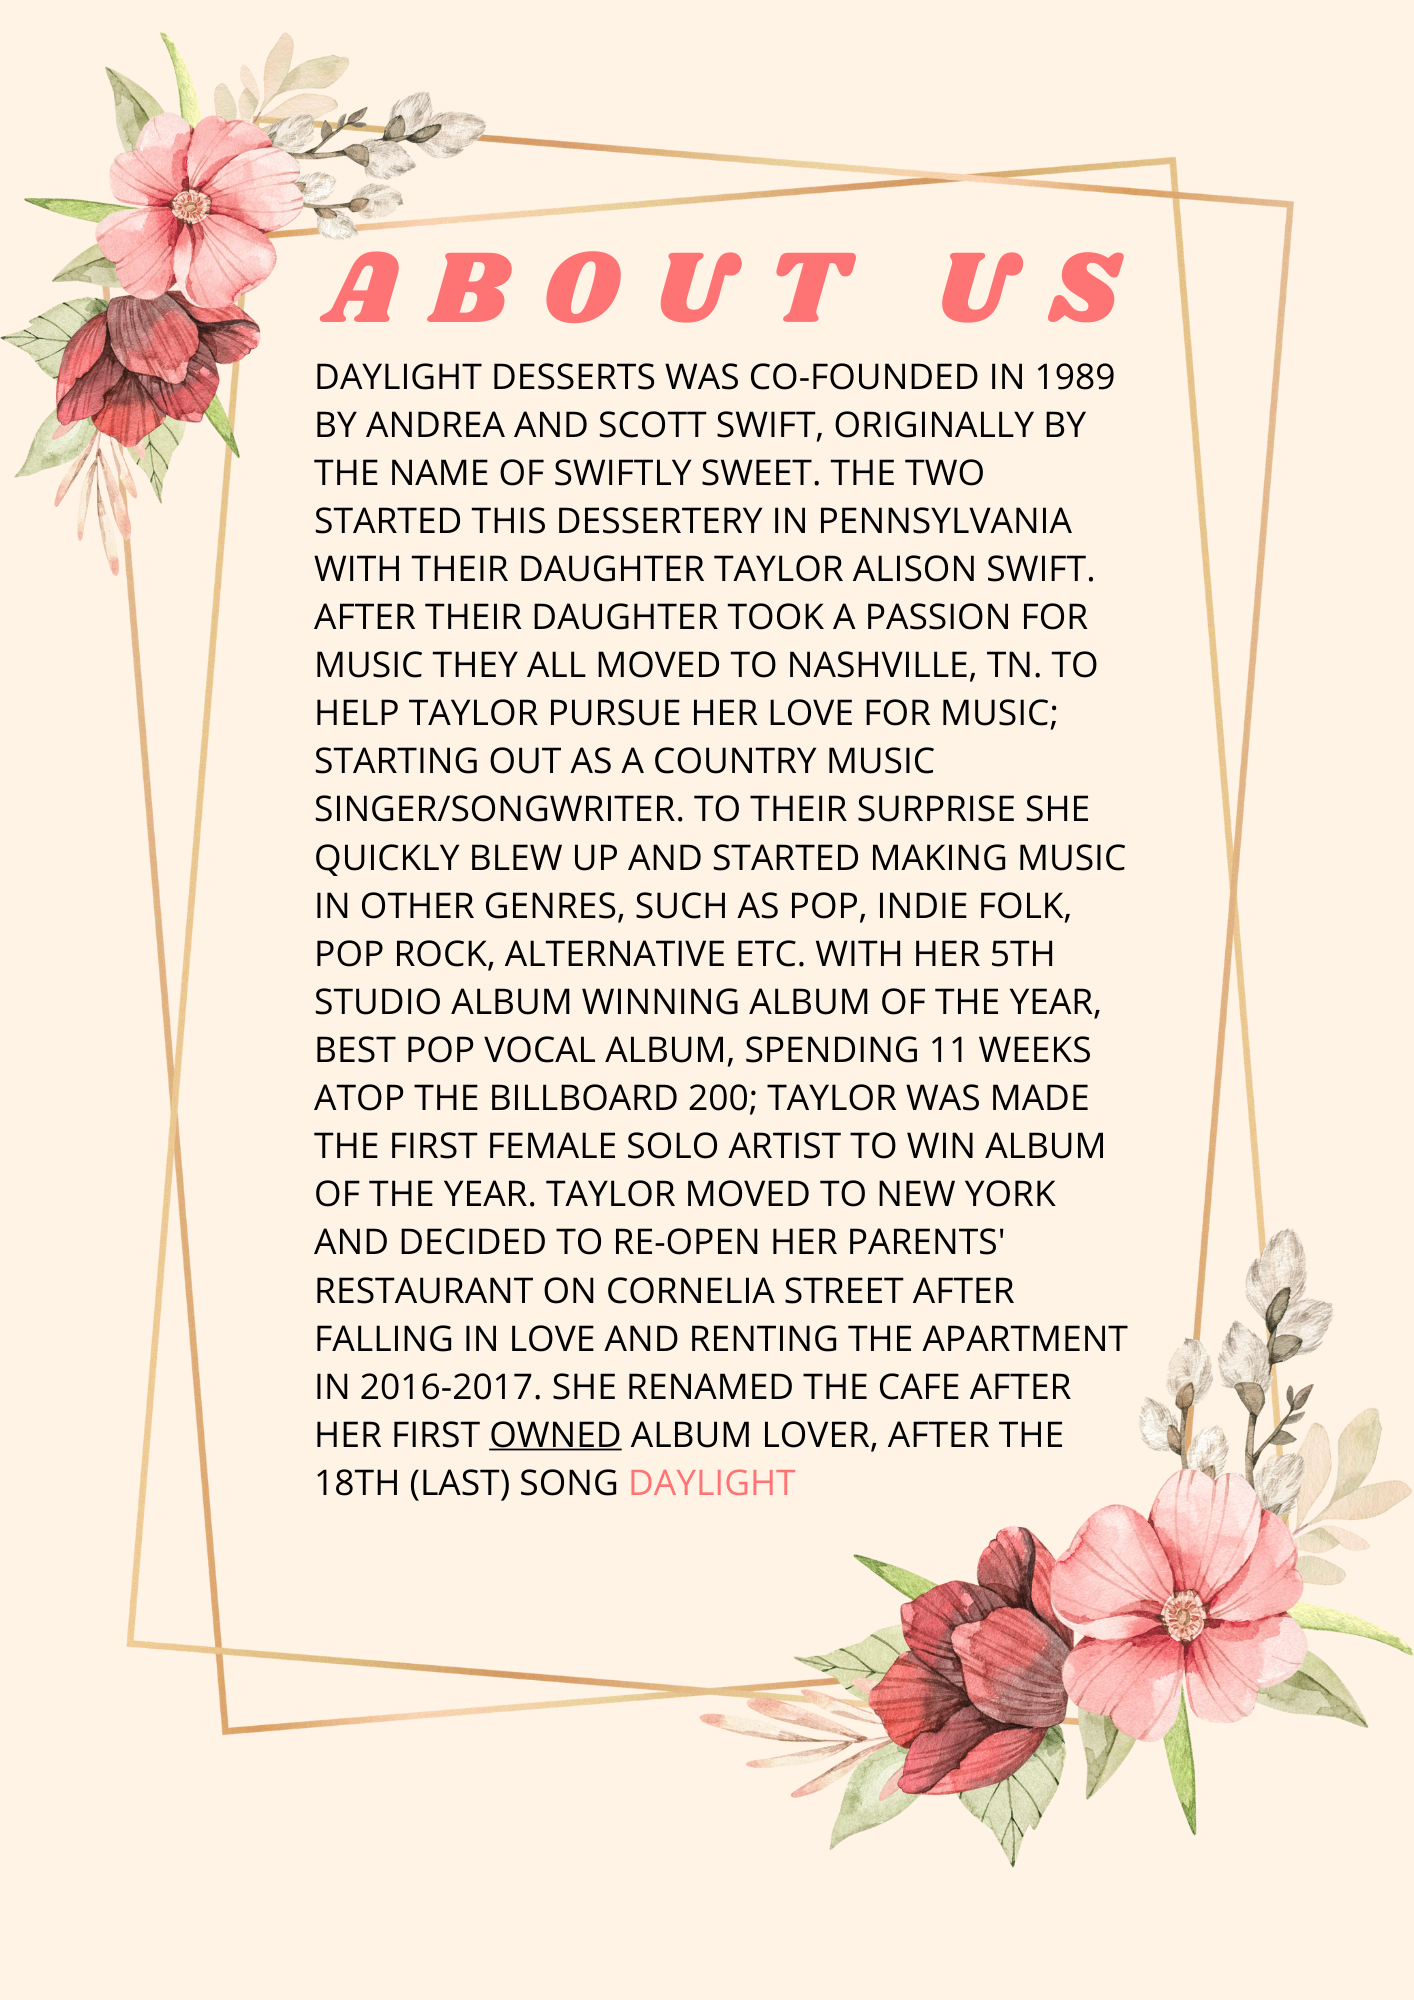 ABOUT US
DAYLIGHT DESSERTS WAS CO-FOUNDED IN 1989
BY ANDREA AND SCOTT SWIFT, ORIGINALLY BY
THE NAME OF SWIFTLY SWEET. THE TWO
STARTED THIS DESSERTERY IN PENNSYLVANIA
WITH THEIR DAUGHTER TAYLOR ALISON SWIFT.
AFTER THEIR DAUGHTER TOOK A PASSION FOR
MUSIC THEY ALL MOVED TO NASHVILLE, TN. TO
HELP TAYLOR PURSUE HER LOVE FOR MUSIC;
STARTING OUT AS A COUNTRY MUSIC
SINGER/SONGWRITER. TO THEIR SURPRISE SHE
QUICKLY BLEW UP AND STARTED MAKING MUSIC
IN OTHER GENRES, SUCH AS POP, INDIE FOLK,
POP ROCK, ALTERNATIVE ETC. WITH HER 5TH
STUDIO ALBUM WINNING ALBUM OF THE YEAR,
BEST POP VOCAL ALBUM, SPENDING 11 WEEKS
ATOP THE BILLBOARD 200; TAYLOR WAS MADE
THE FIRST FEMALE SOLO ARTIST TO WIN ALBUM
OF THE YEAR. TAYLOR MOVED TO NEW YORK
AND DECIDED TO RE-OPEN HER PARENTS'
RESTAURANT ON CORNELIA STREET AFTER
FALLING IN LOVE AND RENTING THE APARTMENT
IN 2016-2017. SHE RENAMED THE CAFE AFTER
HER FIRST OWNED ALBUM LOVER, AFTER THE
18TH (LAST) SONG DAYLIGHT